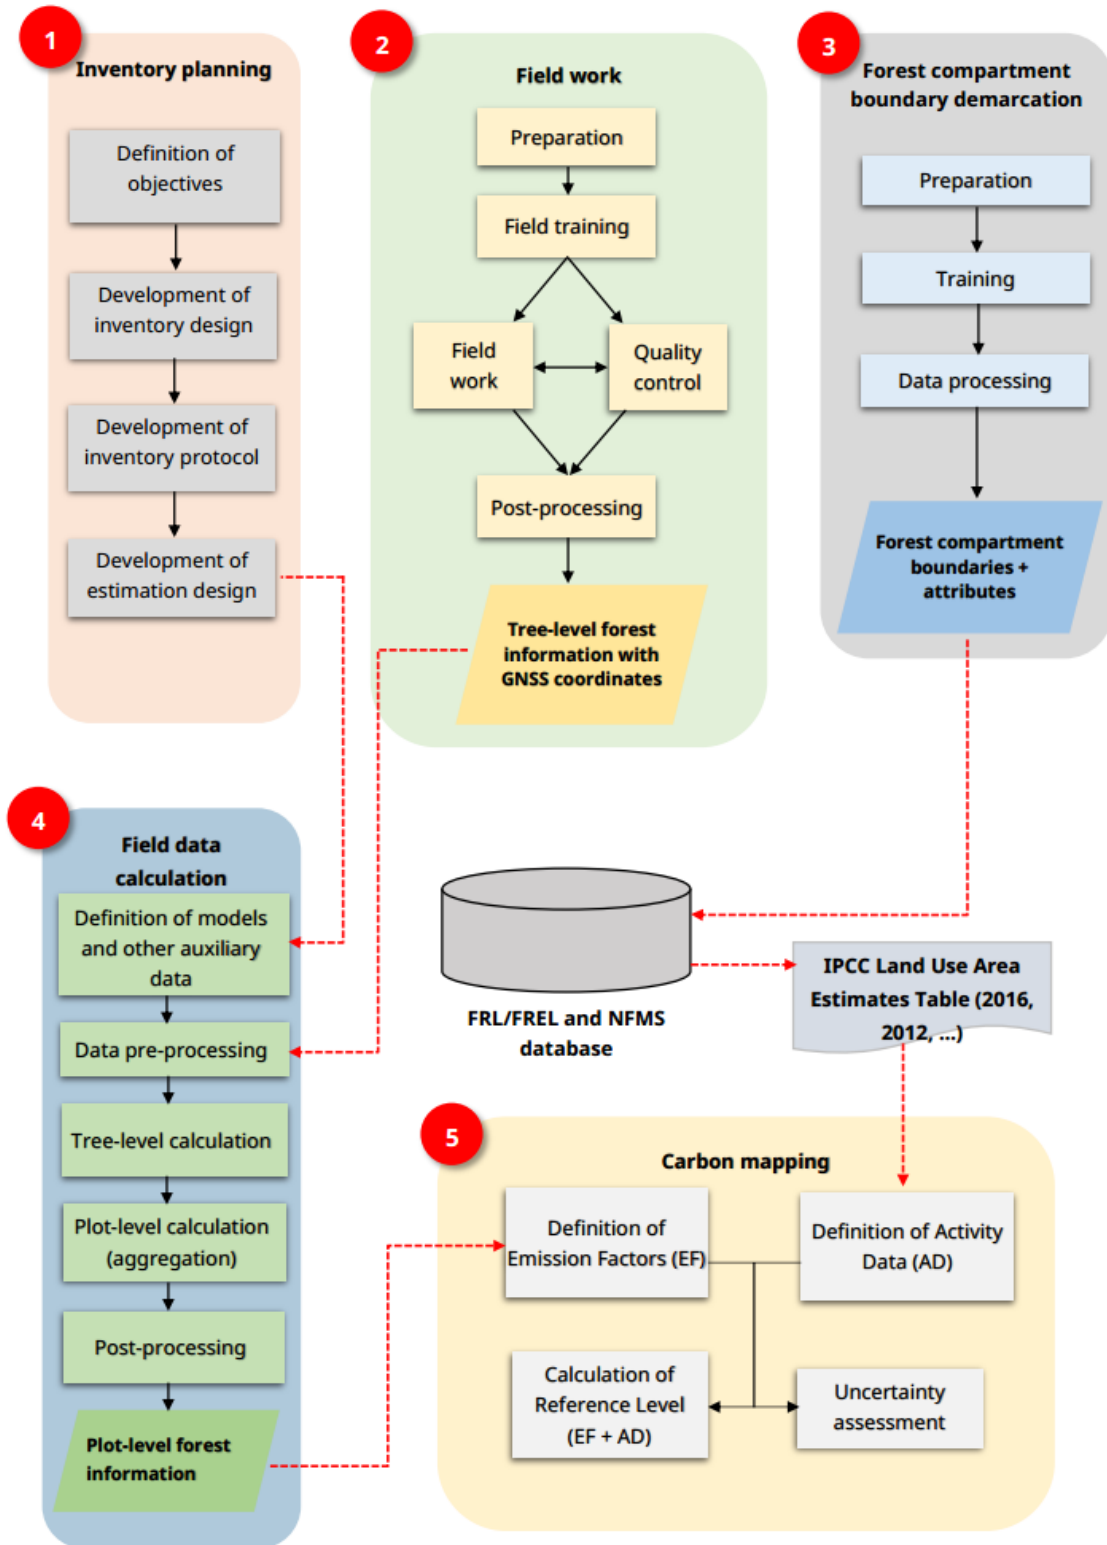 1
Inventory planning
Definition of
objectives
Development of
inventory design
Development of
inventory protocol
Development of
estimation design
2
Field work
Preparation
Field training
Field
work
Quality
control
Post-processing
Tree-level forest
information with
GNSS coordinates
3
Forest compartment
boundary demarcation
Preparation
Training
Data processing
Forest compartment
boundaries +
attributes
4
Field data
calculation
Definition of models
and other auxiliary
data
Data pre-processing
Tree-level calculation
Plot-level calculation
(aggregation)
Post-processing
Plot-level forest
information
FRL/FREL and NFMS
database
IPCC Land Use Area
Estimates Table (2016,
2012, ...)
5
Carbon mapping
Definition of
Emission Factors (EF)
Definition of Activity
Data (AD)
Calculation of
Reference Level
(EF + AD)
Uncertainty
assessment